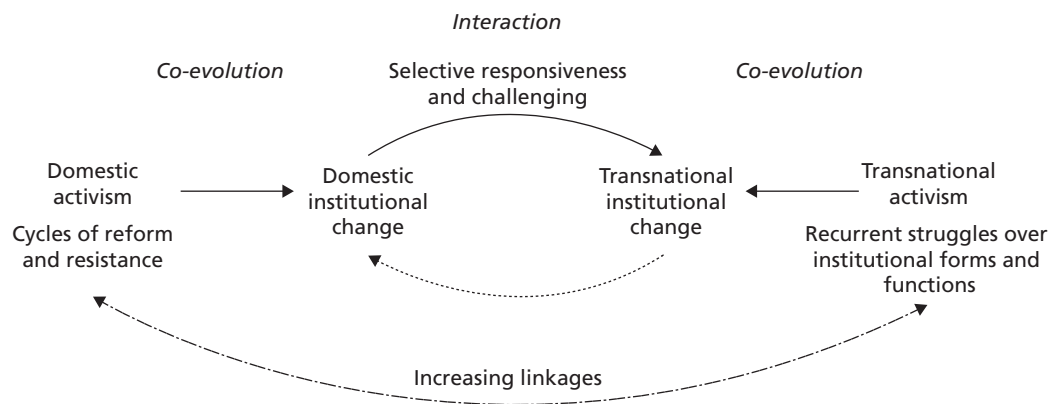 Interaction
Co-evolution
Selective responsiveness
and challenging
Co-evolution
Domestic
activism
Cycles of reform
and resistance
Domestic
institutional
change
Transnational
institutional
change
Transnational
activism
Recurrent struggles over
institutional forms and
functions
Increasing linkages